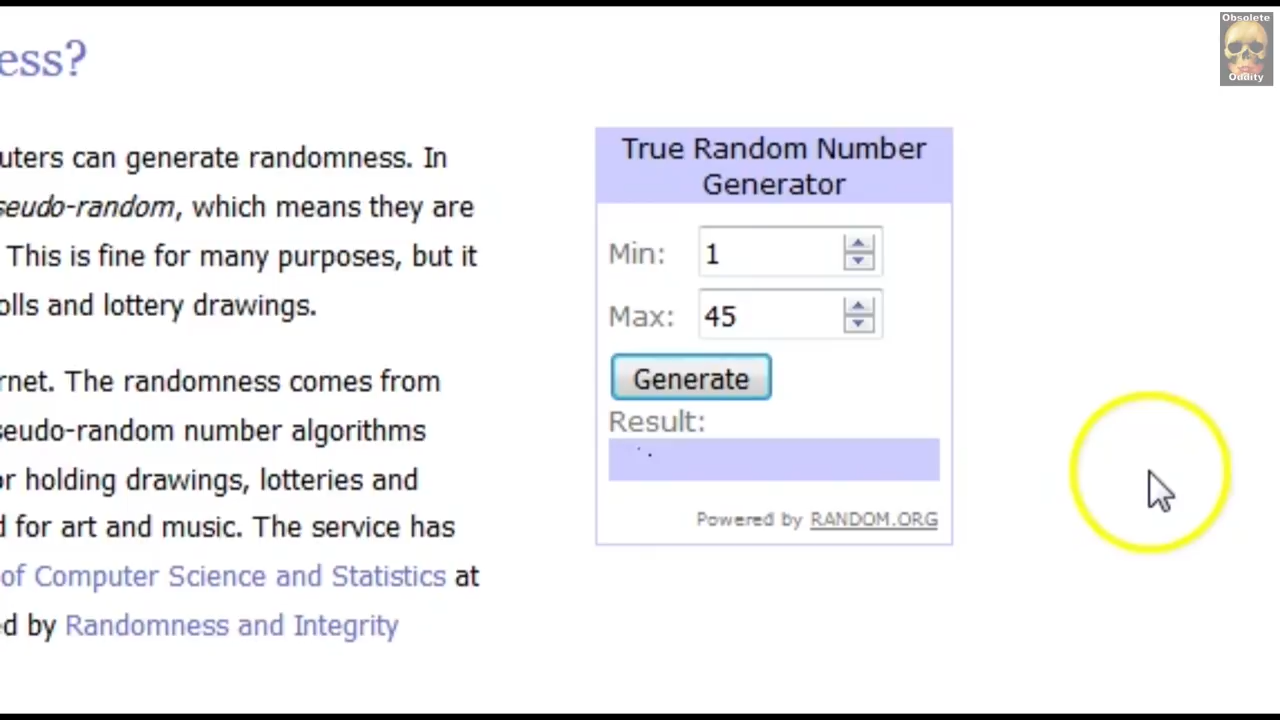 ess?
uters can generate randomness. In
seudo-random, which means they are
This is fine for many purposes, but it
olls and lottery drawings.
rnet. The randomness comes from
seudo-random number algorithms
or holding drawings, lotteries and
d for art and music. The service has
of Computer Science and Statistics at
ed by Randomness and Integrity
True Random Number
Generator
Min: 1
Max: 45
Generate
Result:
Powered by RANDOM.ORG
Obsolete
Oddity